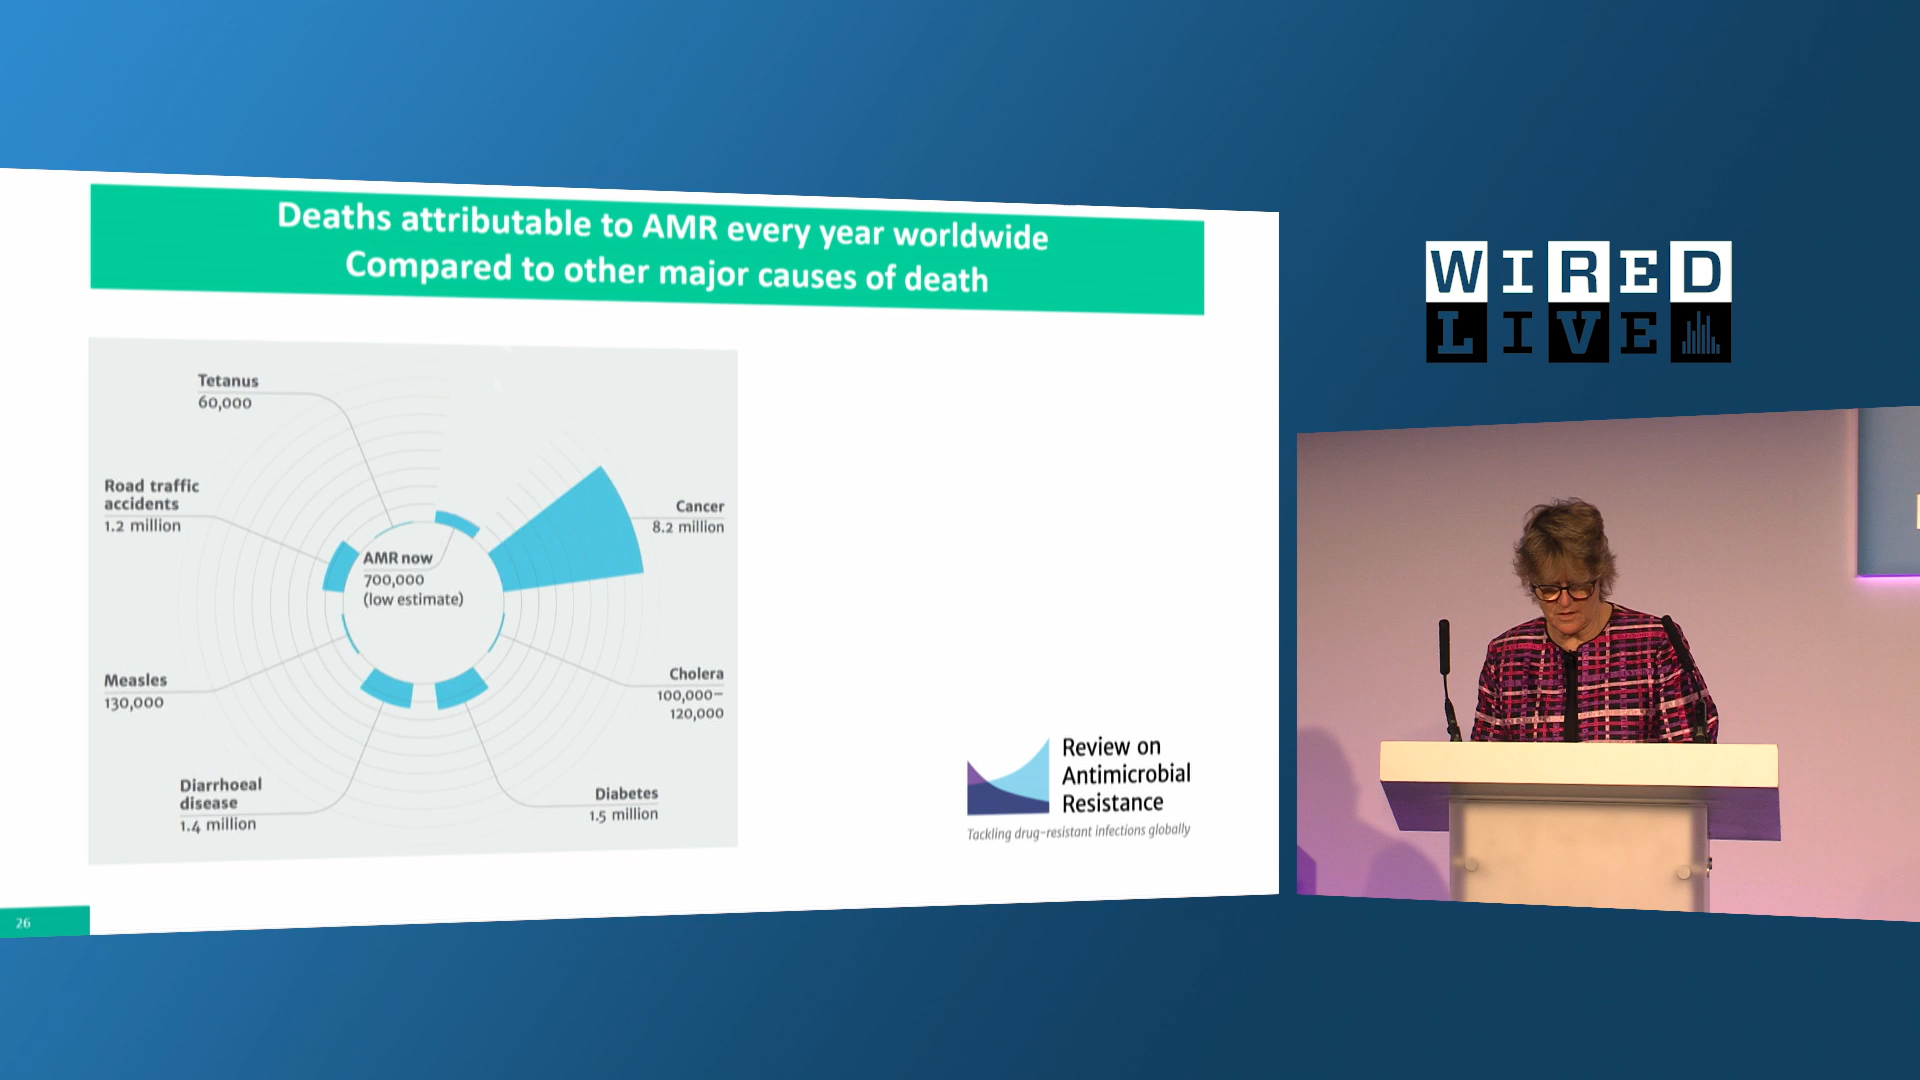 Deaths attributable to AMR every year worldwide
Compared to other major causes of death
Tetanus
60,000
Road traffic
accidents
1.2 million
AMR now
700,000
(low estimate)
Cancer
8.2 million
Measles
130,000
Cholera
100,000–
120,000
Diarrhoeal
disease
1.4 million
Diabetes
1.5 million
Review on
Antimicrobial
Resistance
Tackling drug-resistant infections globally
26
WIRED
LIVE